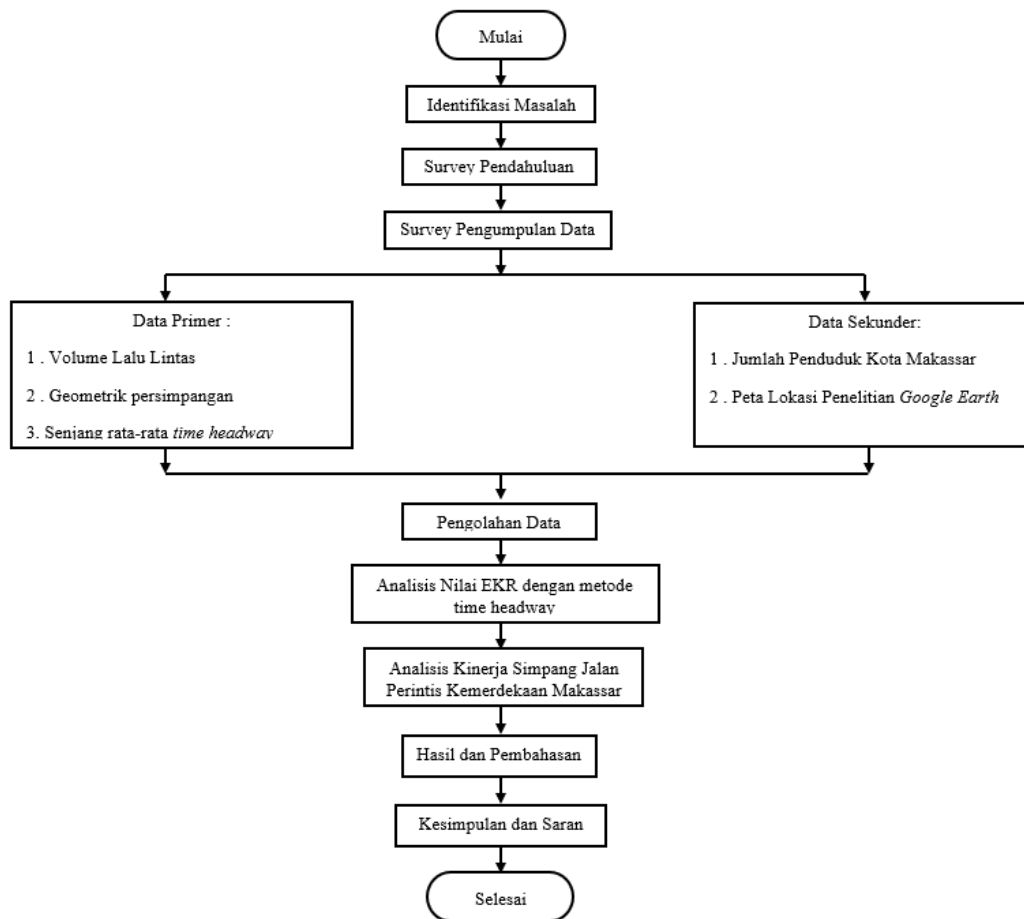 Mulai
Identifikasi Masalah
Survey Pendahuluan
Survey Pengumpulan Data
Data Primer :
1 . Volume Lalu Lintas
2 . Geometrik persimpangan
3. Senjang rata-rata time headway
Data Sekunder:
1 . Jumlah Penduduk Kota Makassar
2 . Peta Lokasi Penelitian Google Earth
Pengolahan Data
Analisis Nilai EKR dengan metode
time headway
Analisis Kinerja Simpang Jalan
Perintis Kemerdekaan Makassar
Hasil dan Pembahasan
Kesimpulan dan Saran
Selesai